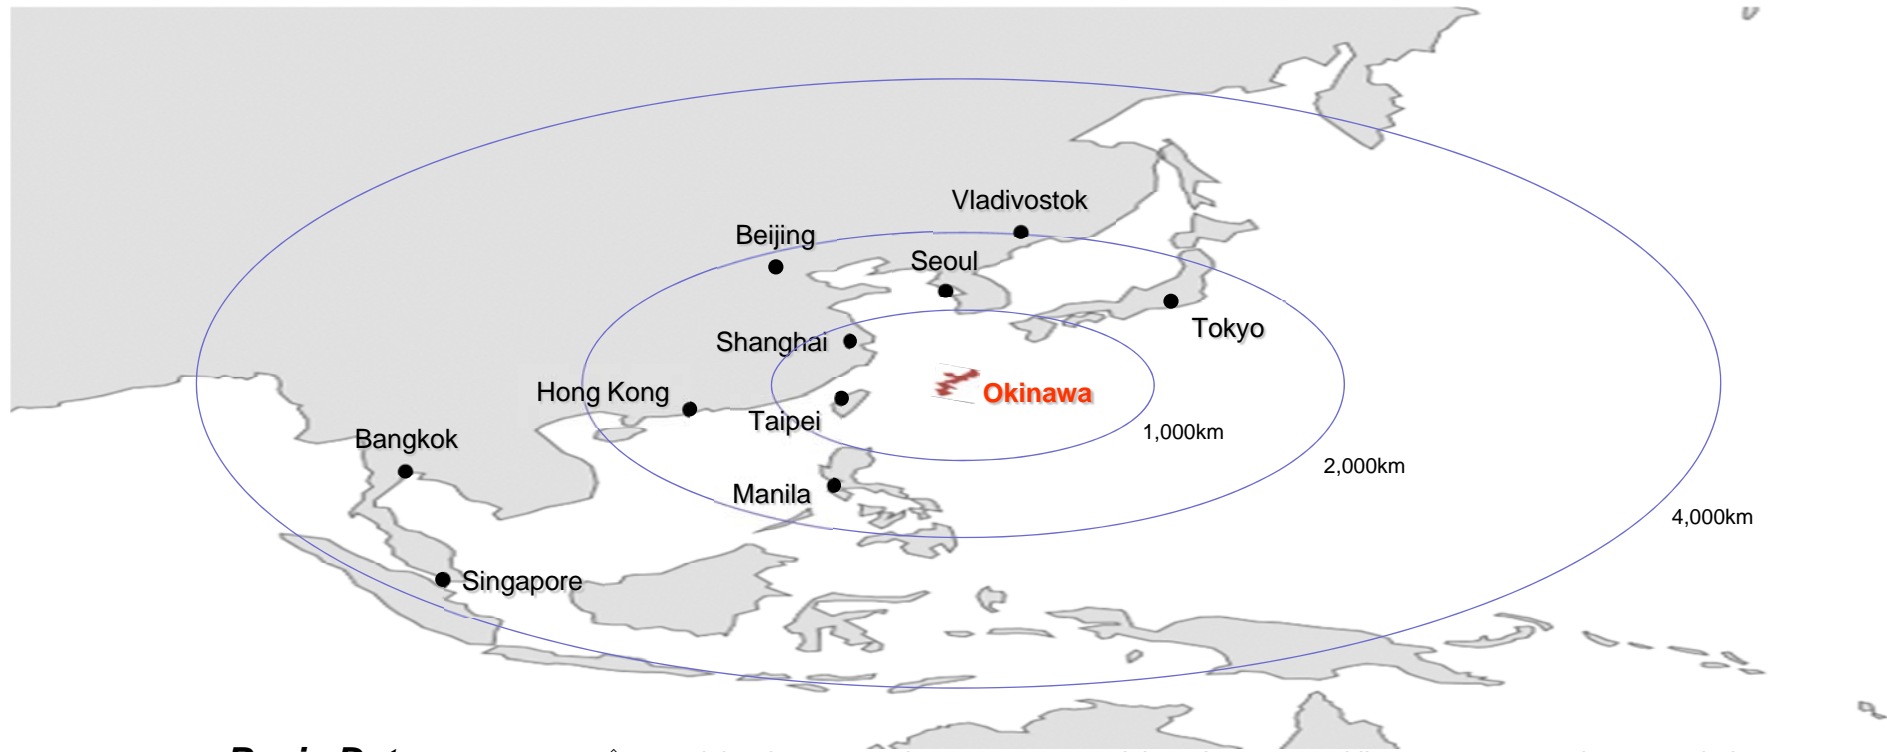 Vladivostok
Beijing
Seoul
Tokyo
Shanghai
Okinawa
Hong Kong
Taipei
1,000km
Bangkok
2,000km
Manila
4,000km
Singapore